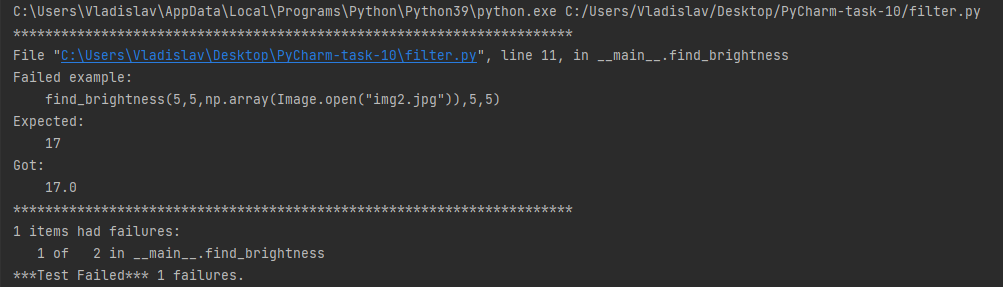 C:\Users\Vladislav\AppData\Local\Programs\Python\Python39\python.exe C:/Users/Vladislav/Desktop/PyCharm-task-10/filter.py
**********************************************************************
File "C:\Users\Vladislav\Desktop\PyCharm-task-10\filter.py", line 11, in __main__.find_brightness
Failed example:
    find_brightness(5,5,np.array(Image.open("img2.jpg")),5,5)
Expected:
    17
Got:
    17.0
**********************************************************************
1 items had failures:
   1 of   2 in __main__.find_brightness
***Test Failed*** 1 failures.